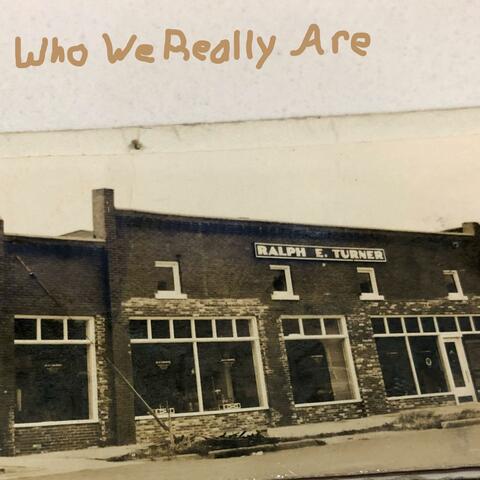 Who We Really Are
RALPH E. TURNER